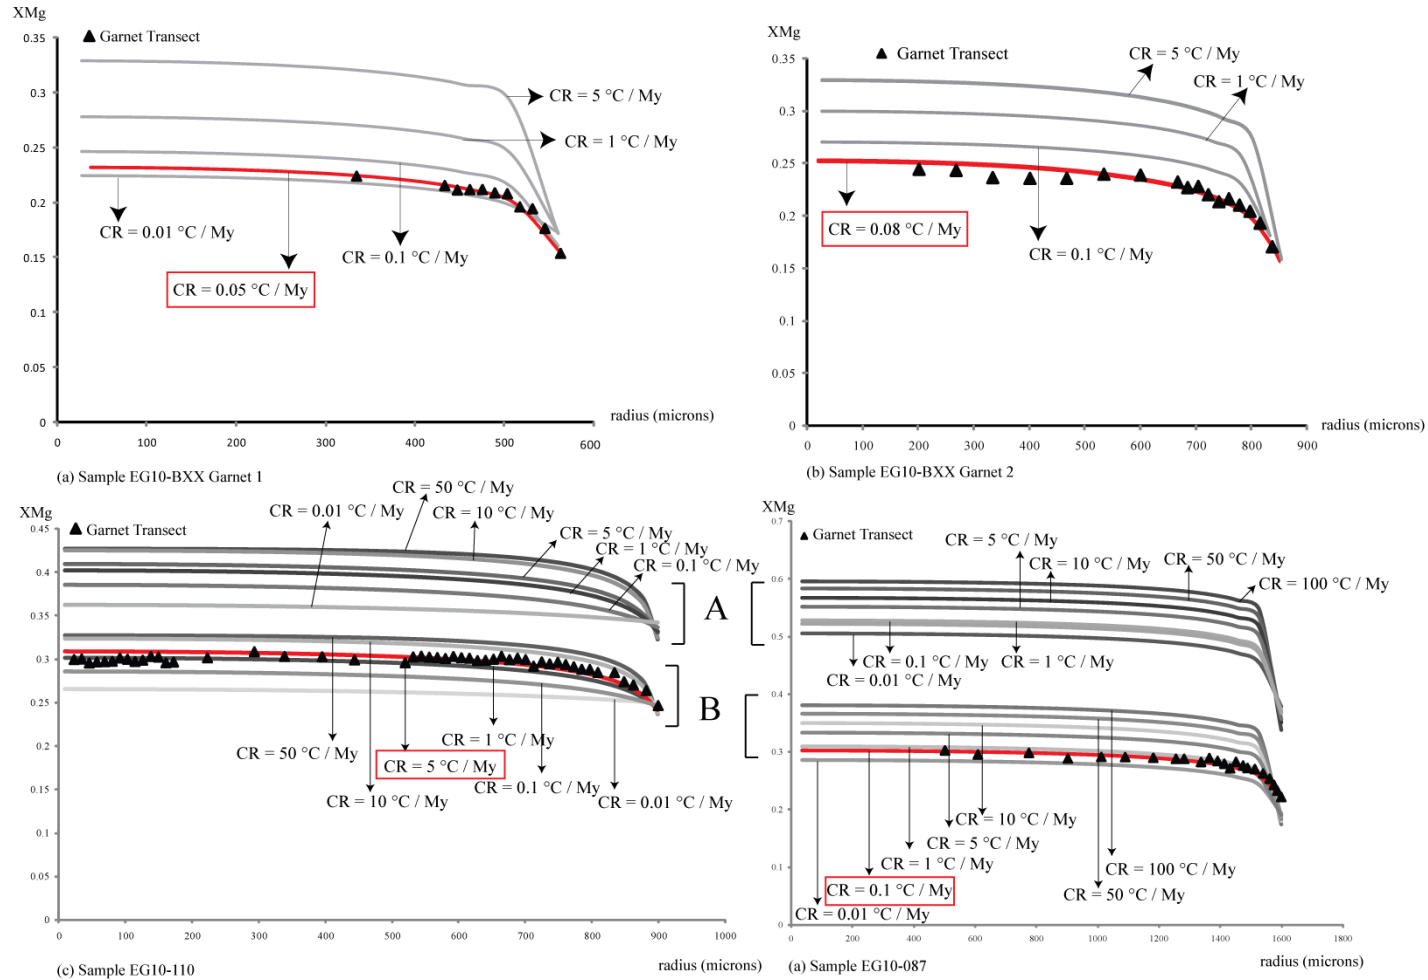 XMg
0.35
0.3
0.25
0.2
0.15
0.1
0.05
0
0
100
200
300
400
500
600
Garnet Transect
CR = 5 °C / My
CR = 1 °C / My
CR = 0.01 °C / My
CR = 0.1 °C / My
CR = 0.05 °C / My
radius (microns)
(a) Sample EG10-BXX Garnet 1
XMg
0.35
0.3
0.25
0.2
0.15
0.1
0.05
0
0
100
200
300
400
500
600
700
800
900
Garnet Transect
CR = 5 °C / My
CR = 1 °C / My
CR = 0.08 °C / My
CR = 0.1 °C / My
radius (microns)
(b) Sample EG10-BXX Garnet 2
XMg
0.45
0.4
0.35
0.3
0.25
0.2
0.15
0.1
0.05
0
0
100
200
300
400
500
600
700
800
900
1000
Garnet Transect
CR = 50 °C / My
CR = 0.01 °C / My
CR = 10 °C / My
CR = 5 °C / My
CR = 1 °C / My
CR = 0.1 °C / My
A
B
CR = 1 °C / My
CR = 50 °C / My
CR = 5 °C / My
CR = 0.1 °C / My
CR = 10 °C / My
CR = 0.01 °C / My
(c) Sample EG10-110
radius (microns)
XMg
0.7
0.6
0.5
0.4
0.3
0.2
0.1
0
0
200
400
600
800
1000
1200
1400
1600
1800
Garnet Transect
CR = 5 °C / My
CR = 10 °C / My
CR = 50 °C / My
CR = 100 °C / My
CR = 0.1 °C / My
CR = 1 °C / My
CR = 0.01 °C / My
CR = 10 °C / My
CR = 5 °C / My
CR = 1 °C / My
CR = 100 °C / My
CR = 0.1 °C / My
CR = 50 °C / My
CR = 0.01 °C / My
(a) Sample EG10-087
radius (microns)